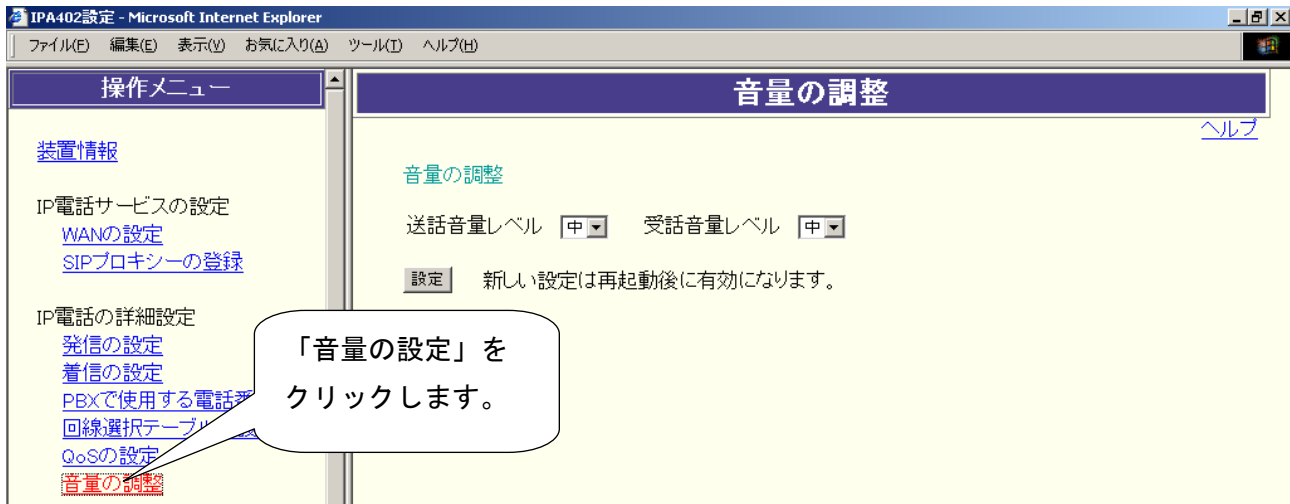 IPA402設定 - Microsoft Internet Explorer
ファイル(F) 編集(E) 表示(V) お気に入り(A) ツール(T) ヘルプ(H)
操作メニュー
装置情報
IP電話サービスの設定
WANの設定
SIPプロキシーの登録
IP電話の詳細設定
発信の設定
着信の設定
PBXで使用する電話
回線選択テーブル
QoSの設定
音量の調整
音量の調整
ヘルプ
音量の調整
送話音量レベル 中 受話音量レベル 中
設定 新しい設定は再起動後に有効になります。
「音量の設定」を
クリックします。